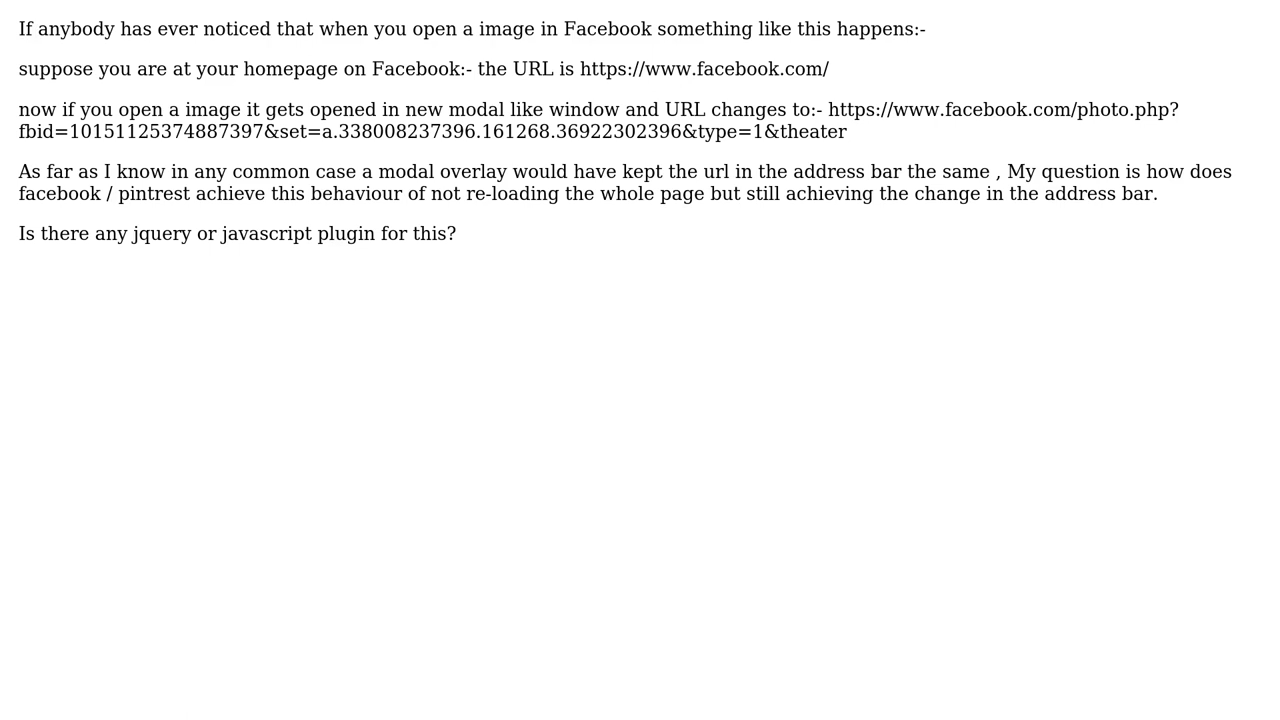 If anybody has ever noticed that when you open a image in Facebook something like this happens:-
suppose you are at your homepage on Facebook:- the URL is https://www.facebook.com/
now if you open a image it gets opened in new modal like window and URL changes to:- https://www.facebook.com/photo.php?
fbid=10151125374887397&set=a.338008237396.161268.36922302396&type=1&theater
As far as I know in any common case a modal overlay would have kept the url in the address bar the same , My question is how does
facebook / pintrest achieve this behaviour of not re-loading the whole page but still achieving the change in the address bar.
Is there any jquery or javascript plugin for this?